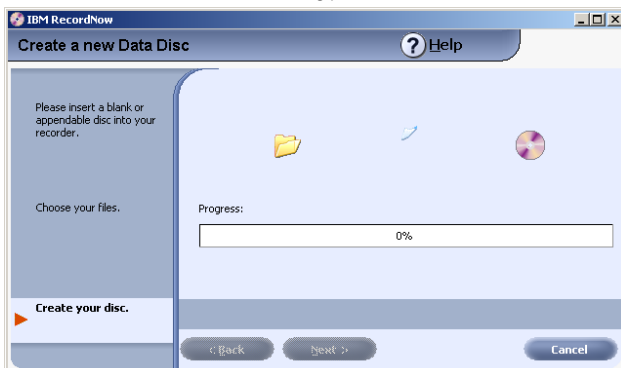 IBM RecordNow
Create a new Data Disc
? Help
Please insert a blank or
appendable disc into your
recorder.
Choose your files.
Progress:
0%
Create your disc.
< Back
Next >
Cancel